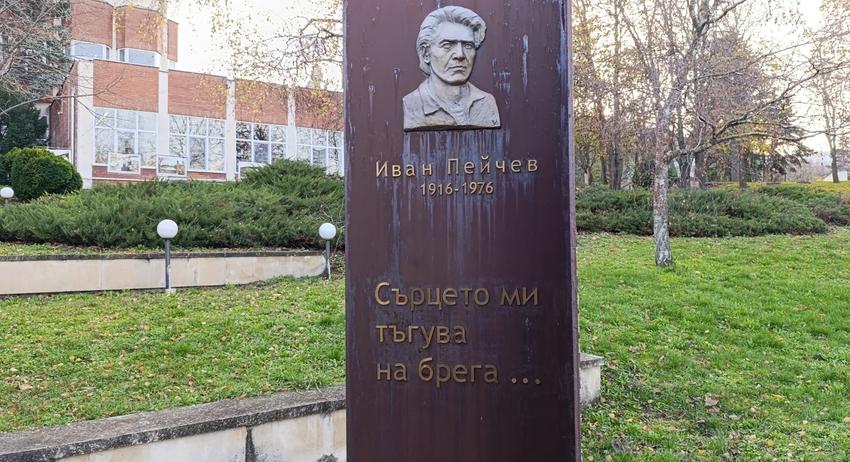 Иван Пейчев
1916-1976
Сърцето ми
тъгува
на брега ...